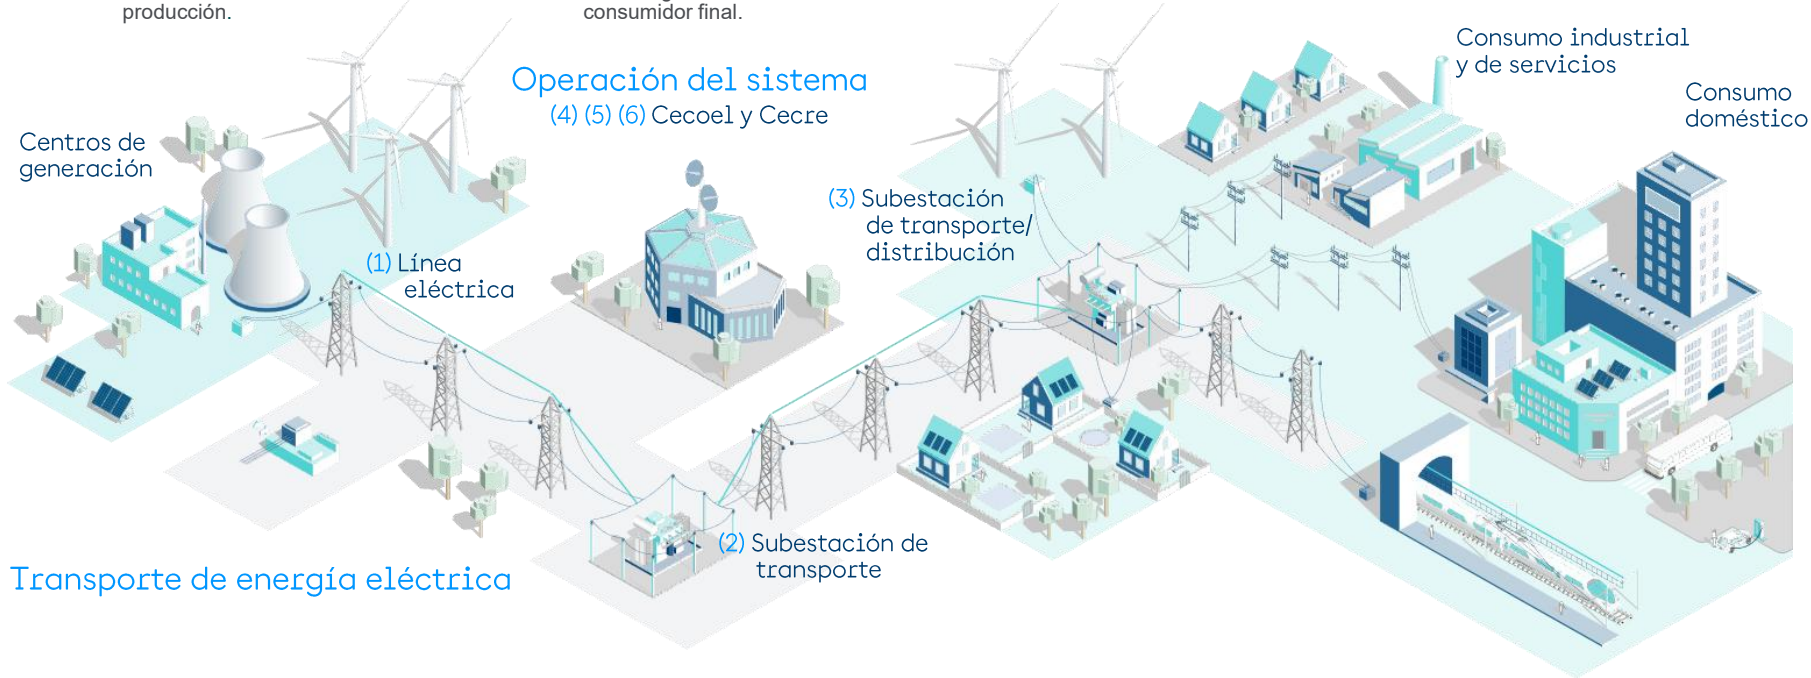 producción.
consumidor final.
Operación del sistema
(4) (5) (6) Cecoel y Cecre
Consumo industrial
y de servicios
Consumo
doméstico
Centros de
generación
(3) Subestación
de transporte/
distribución
(1) Línea
eléctrica
(2) Subestación de
transporte
Transporte de energía eléctrica